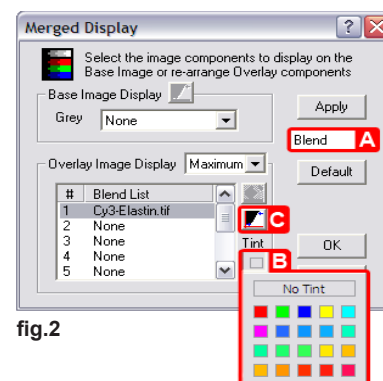 Merged Display
Select the image components to display on the
Base Image or re-arrange Overlay components
Base Image Display
Grey None
Apply
Blend A
Overlay Image Display Maximum
Default
# Blend List
1 Cy3-Elastin.tif
2 None
3 None
4 None
5 None
C
Tint
B
OK
No Tint
fig.2